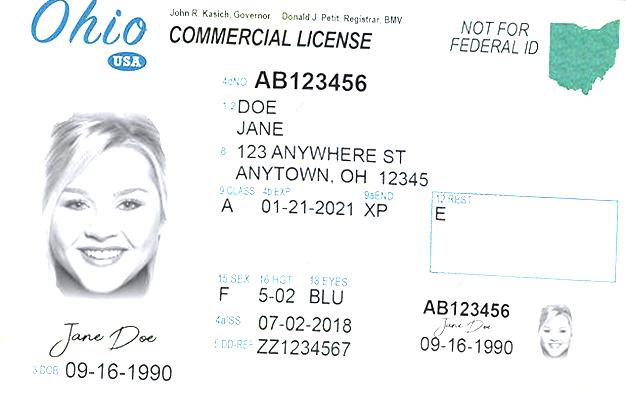 Ohio
USA
John R. Kasich, Governor Donald J. Petit, Registrar, BMV
COMMERCIAL LICENSE
NOT FOR
FEDERAL ID
4dNO AB123456
1,2 DOE
JANE
8 123 ANYWHERE ST
ANYTOWN, OH 12345
9 CLASS 4b EXP 9aEND 12 REST
A 01-21-2021 XP E
15 SEX 16 HGT 18 EYES
F 5-02 BLU
4a ISS 07-02-2018
5 DD-REF ZZ1234567
Jane Doe
3 DOB 09-16-1990
AB123456
Jane Doe
09-16-1990